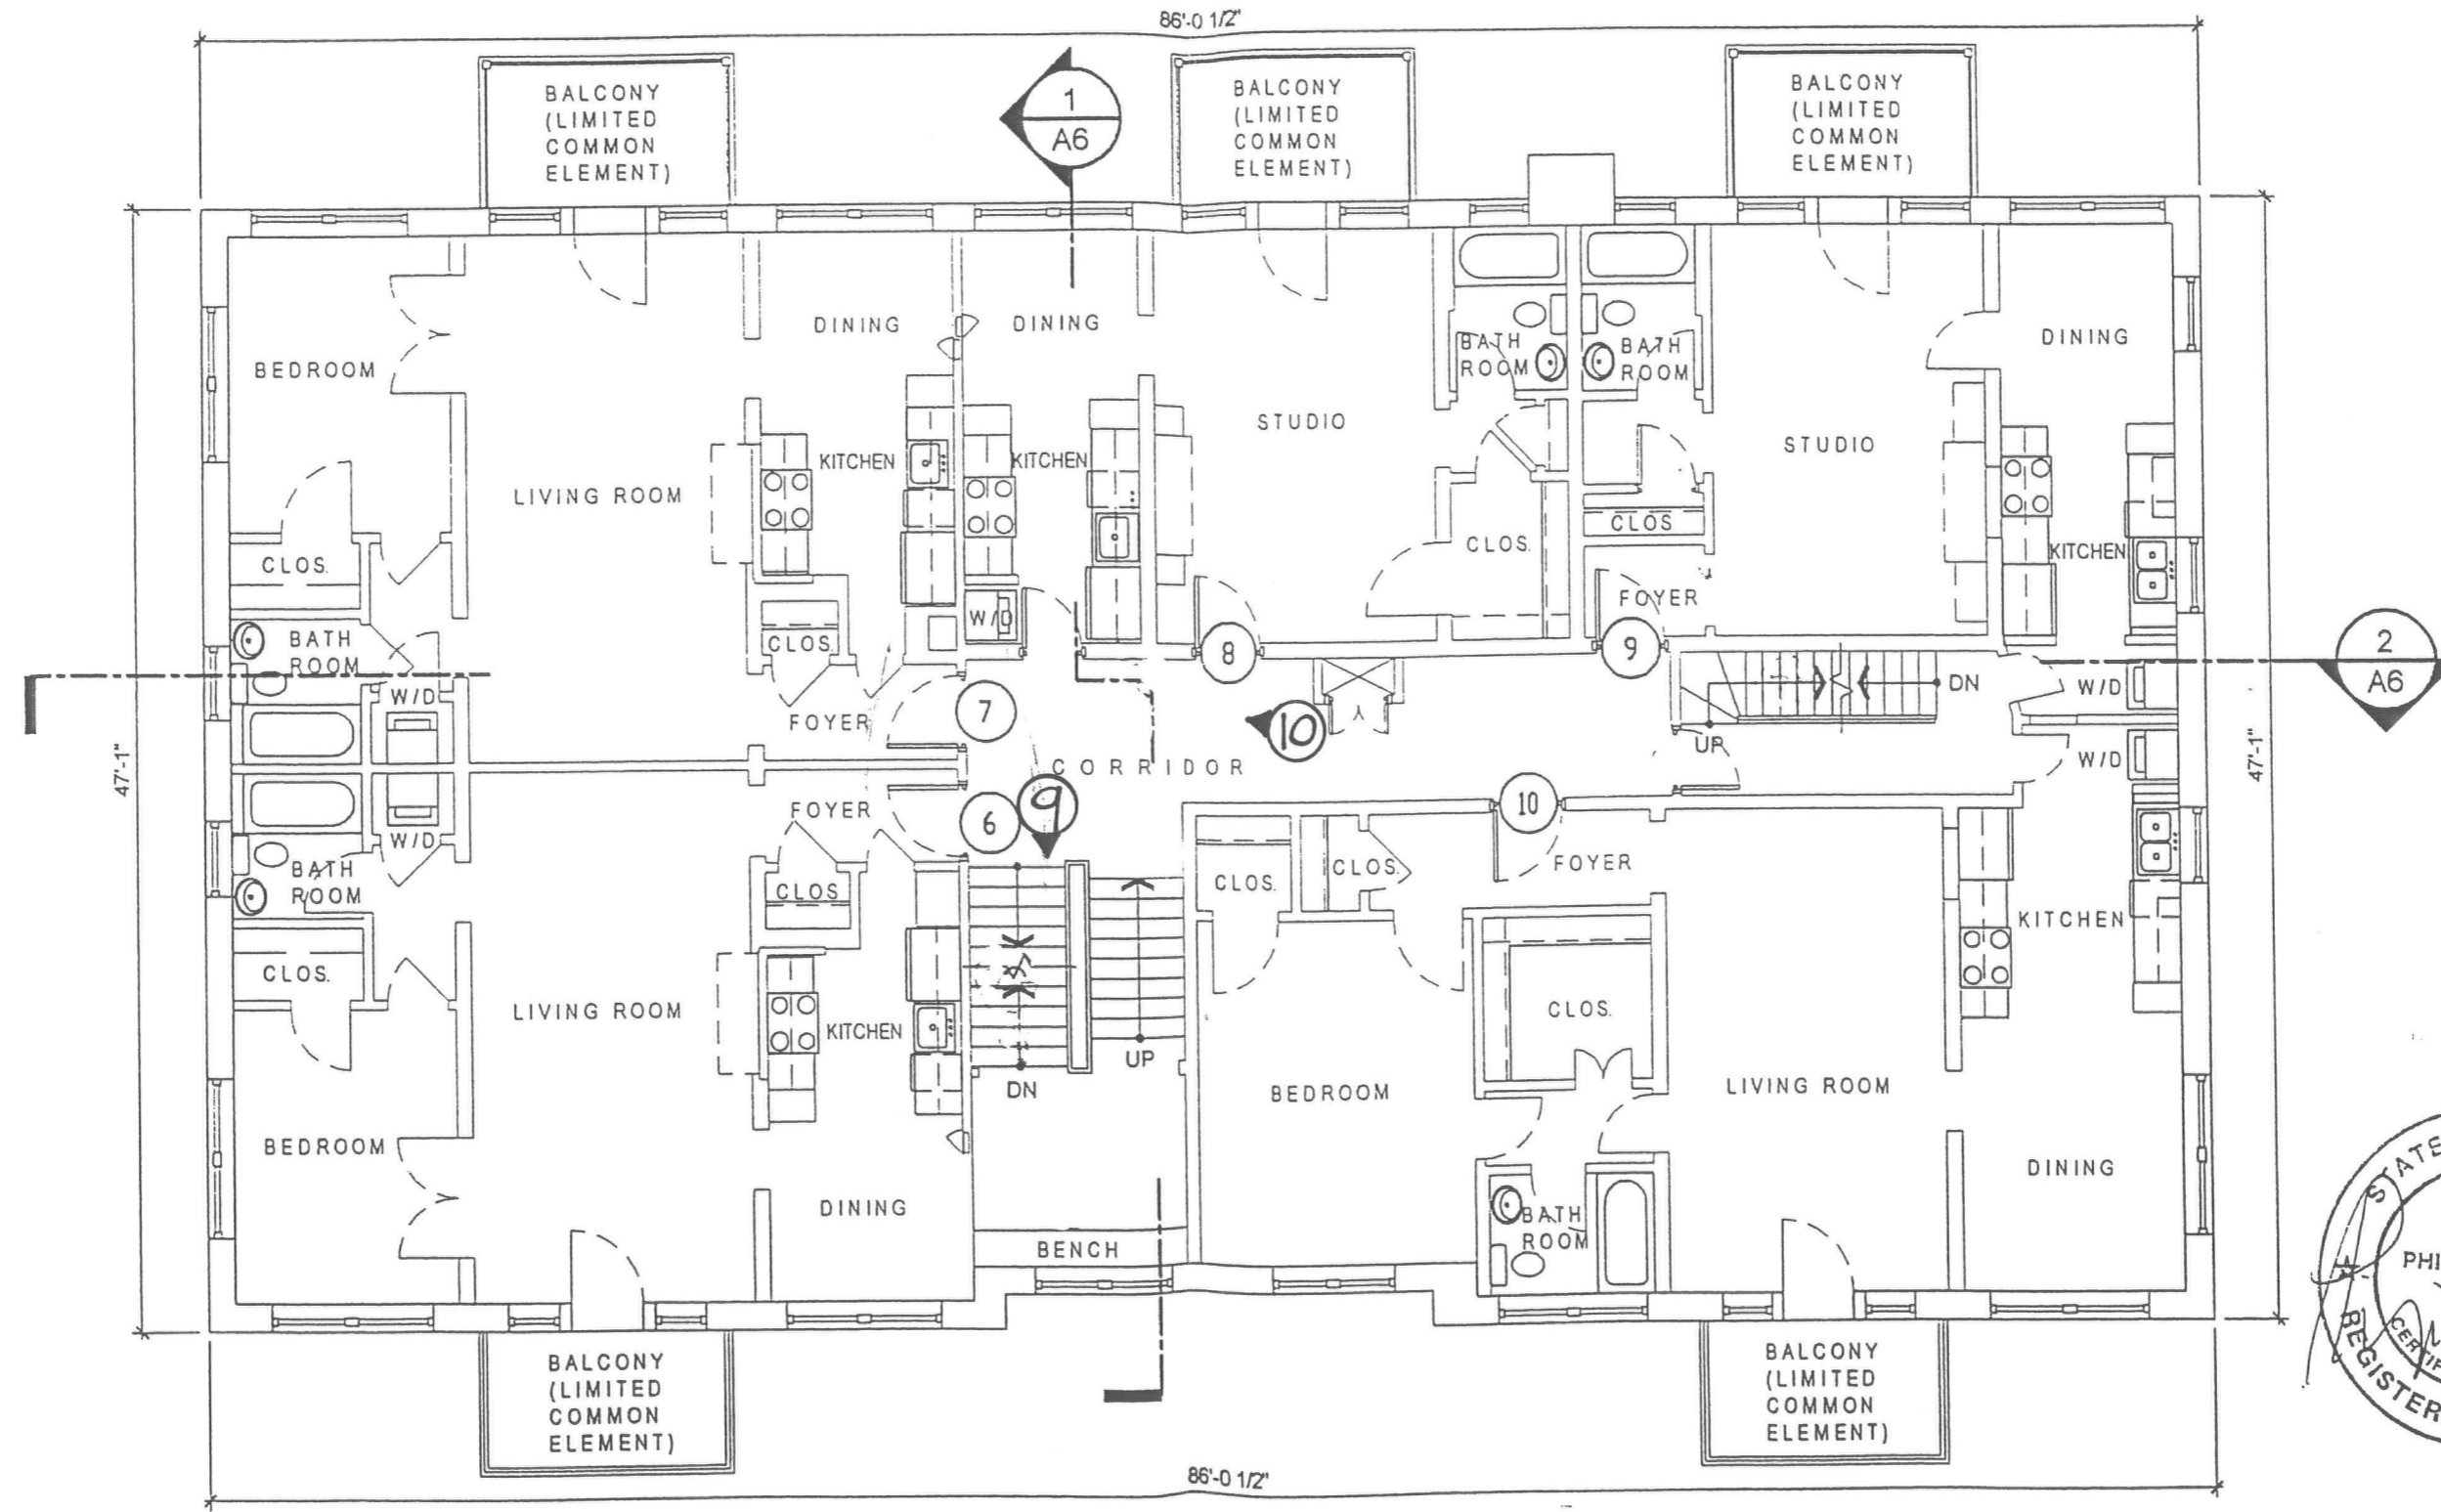 86'-0 1/2"
BALCONY
(LIMITED
COMMON
ELEMENT)
1
A6
BALCONY
(LIMITED
COMMON
ELEMENT)
BALCONY
(LIMITED
COMMON
ELEMENT)
BEDROOM
DINING
DINING
BATH
ROOM
BATH
ROOM
DINING
STUDIO
STUDIO
LIVING ROOM
KITCHEN
KITCHEN
CLOS.
CLOS
CLOS.
KITCHEN
BATH
ROOM
CLOS
W/D
FOYER
8
9
2
A6
W/D
FOYER
7
10
DN
W/D
UP
W/D
47'-1"
47'-1"
CORRIDOR
FOYER
6
9
10
W/D
BATH
ROOM
CLOS
CLOS.
CLOS.
FOYER
CLOS.
KITCHEN
LIVING ROOM
KITCHEN
CLOS.
DN
UP
BEDROOM
LIVING ROOM
BEDROOM
DINING
DINING
BATH
ROOM
BENCH
STATE
PHI
CERTIF
REGISTER
BALCONY
(LIMITED
COMMON
ELEMENT)
BALCONY
(LIMITED
COMMON
ELEMENT)
86'-0 1/2"